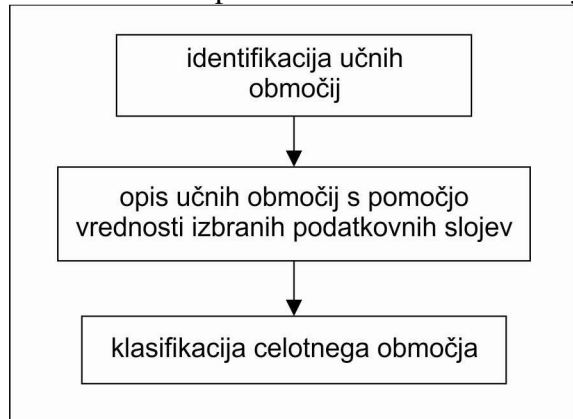 identifikacija učnih
območij
opis učnih območij s pomočjo
vrednosti izbranih podatkovnih slojev
klasifikacija celotnega območja